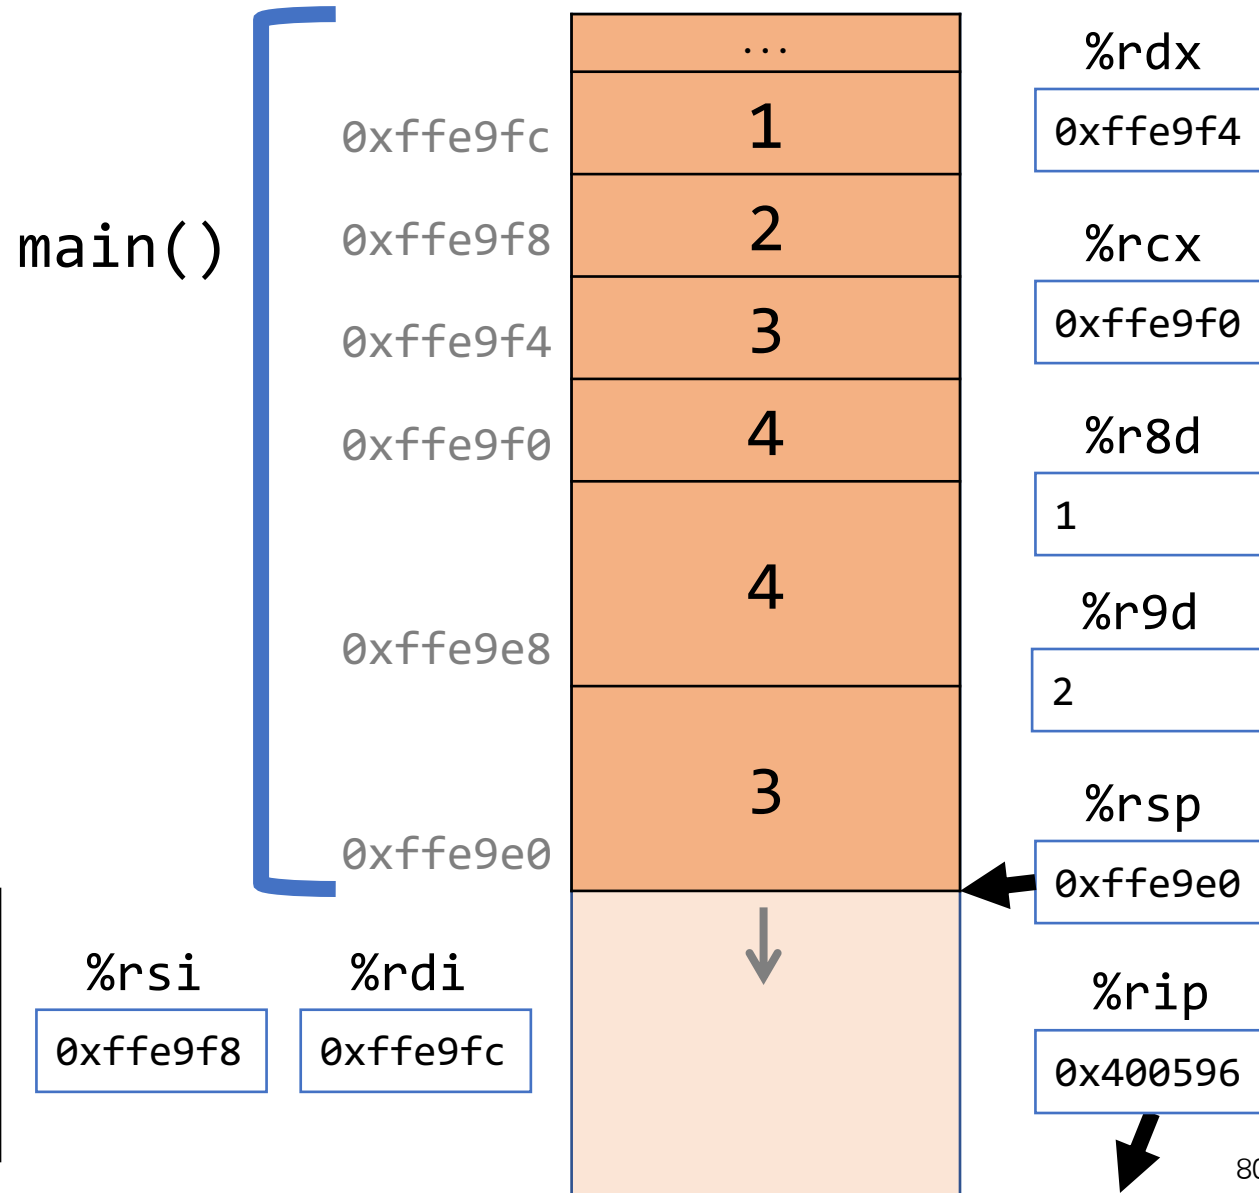 main()
...
0xffe9fc 1
0xffe9f8 2
0xffe9f4 3
0xffe9f0 4
4
0xffe9e8
3
0xffe9e0
%rdx
0xffe9f4
%rcx
0xffe9f0
%r8d
1
%r9d
2
%rsp
0xffe9e0
%rsi %rdi
0xffe9f8 0xffe9fc
%rip
0x400596
80